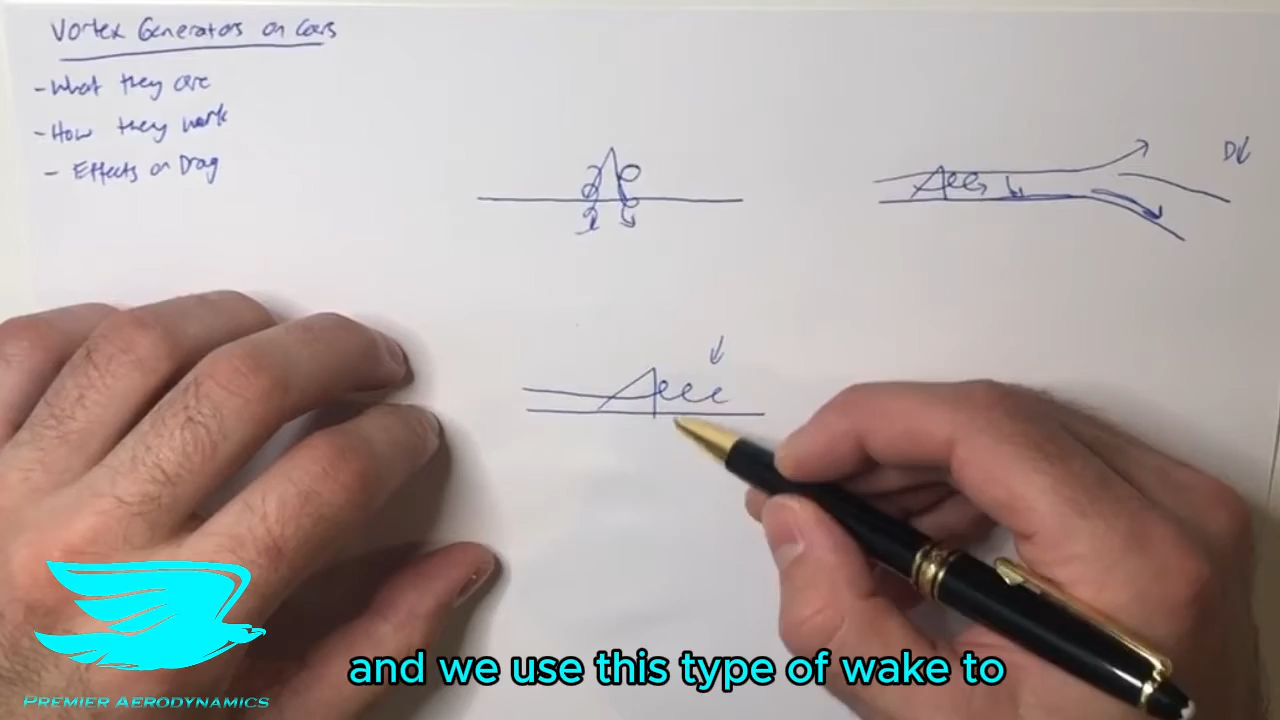 Vortex Generators on Cars
- What they are
- How they work
- Effects on Drag
D↓
and we use this type of wake to
PREMIER AERODYNAMICS